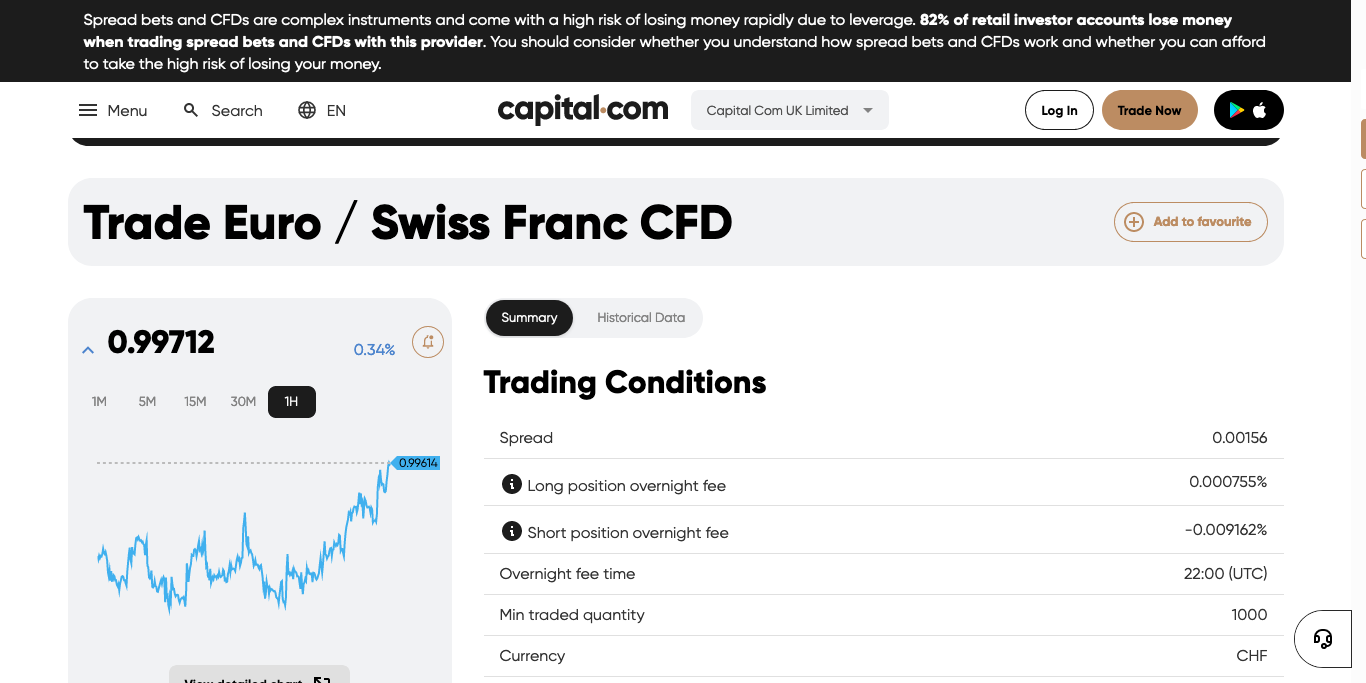 Spread bets and CFDs are complex instruments and come with a high risk of losing money rapidly due to leverage. 82% of retail investor accounts lose money
when trading spread bets and CFDs with this provider. You should consider whether you understand how spread bets and CFDs work and whether you can afford
to take the high risk of losing your money.
Menu Search EN capital.com Capital Com UK Limited Log In Trade Now
Trade Euro / Swiss Franc CFD
Add to favourite
0.99712 0.34%
1M 5M 15M 30M 1H
0.99614
View detailed chart
Summary Historical Data
Trading Conditions
Spread 0.00156
Long position overnight fee 0.000755%
Short position overnight fee -0.009162%
Overnight fee time 22:00 (UTC)
Min traded quantity 1000
Currency CHF